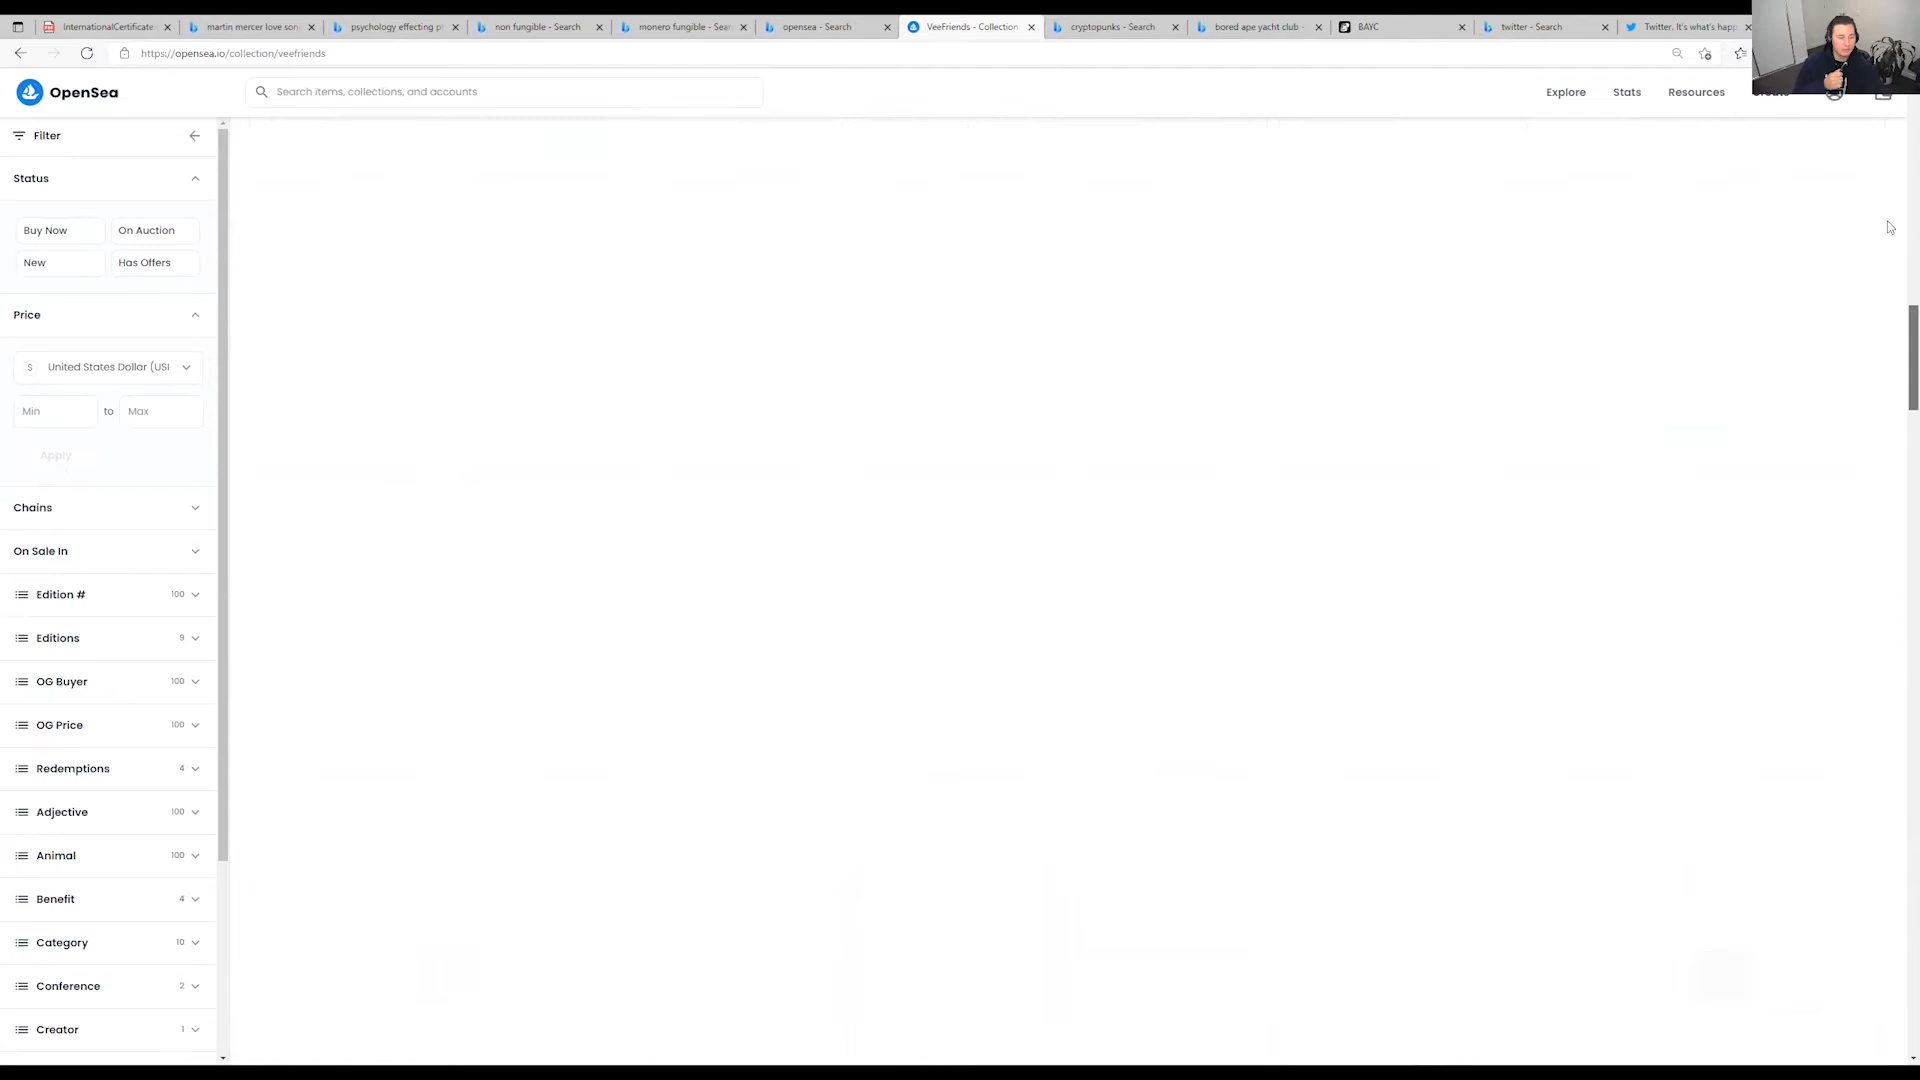 InternationalCertificate.
martin mercer love son
psychology effecting p
non fungible - Search
monero fungible - Sear
opensea - Search
VeeFriends - Collection
cryptopunks - Search
bored ape yacht club -
BAYC
twitter - Search
Twitter. It's what's happ
https://opensea.io/collection/veefriends
OpenSea
Search items, collections, and accounts
Explore
Stats
Resources
Filter
Status
Buy Now
On Auction
New
Has Offers
Price
S United States Dollar (USI
Min to Max
Apply
Chains
On Sale In
Edition # 100
Editions 9
OG Buyer 100
OG Price 100
Redemptions 4
Adjective 100
Animal 100
Benefit 4
Category 10
Conference 2
Creator 1